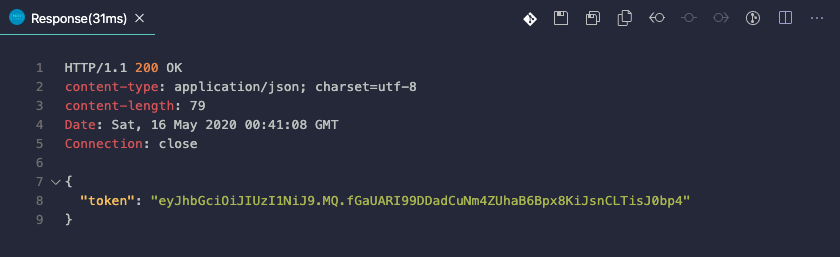 Response(31ms)
1 HTTP/1.1 200 OK
2 content-type: application/json; charset=utf-8
3 content-length: 79
4 Date: Sat, 16 May 2020 00:41:08 GMT
5 Connection: close
6
7 {
8 "token": "eyJhbGciOiJIUzI1NiJ9.MQ.fGaUARI99DDadCuNm4ZUhaB6Bpx8KiJsnCLTisJ0bp4"
9 }